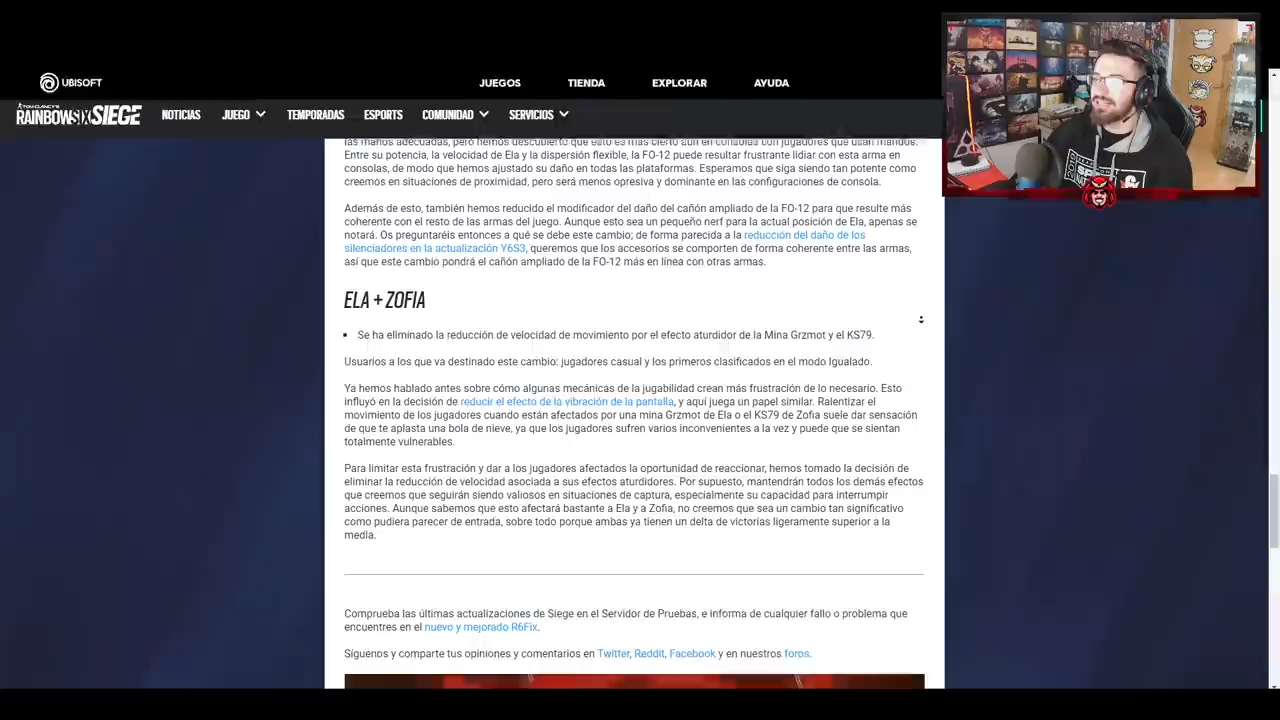 UBISOFT
JUEGOS
TIENDA
EXPLORAR
AYUDA
TOM CLANCY'S
RAINBOW SIX SIEGE
NOTICIAS
JUEGO
TEMPORADAS
ESPORTS
COMUNIDAD
SERVICIOS
las manos adecuadas, pero hemos descubierto que esto es más cierto aún en consolas con jugadores que usan mandos.
Entre su potencia, la velocidad de Ela y la dispersión flexible, la FO-12 puede resultar frustrante lidiar con esta arma en
consolas, de modo que hemos ajustado su daño en todas las plataformas. Esperamos que siga siendo tan potente como
creemos en situaciones de proximidad, pero será menos opresiva y dominante en las configuraciones de consola.
Además de esto, también hemos reducido el modificador del daño del cañón ampliado de la FO-12 para que resulte más
coherente con el resto de las armas del juego. Aunque esto sea un pequeño nerf para la actual posición de Ela, apenas se
notará. Os preguntaréis entonces a qué se debe este cambio; de forma parecida a la reducción del daño de los
silenciadores en la actualización Y6S3, queremos que los accesorios se comporten de forma coherente entre las armas,
así que este cambio pondrá el cañón ampliado de la FO-12 más en línea con otras armas.
ELA + ZOFIA
▪ Se ha eliminado la reducción de velocidad de movimiento por el efecto aturdidor de la Mina Grzmot y el KS79.
Usuarios a los que va destinado este cambio: jugadores casual y los primeros clasificados en el modo Igualado.
Ya hemos hablado antes sobre cómo algunas mecánicas de la jugabilidad crean más frustración de lo necesario. Esto
influyó en la decisión de reducir el efecto de la vibración de la pantalla, y aquí juega un papel similar. Ralentizar el
movimiento de los jugadores cuando están afectados por una mina Grzmot de Ela o el KS79 de Zofia suele dar sensación
de que te aplasta una bola de nieve, ya que los jugadores sufren varios inconvenientes a la vez y puede que se sientan
totalmente vulnerables.
Para limitar esta frustración y dar a los jugadores afectados la oportunidad de reaccionar, hemos tomado la decisión de
eliminar la reducción de velocidad asociada a sus efectos aturdidores. Por supuesto, mantendrán todos los demás efectos
que creemos que seguirán siendo valiosos en situaciones de captura, especialmente su capacidad para interrumpir
acciones. Aunque sabemos que esto afectará bastante a Ela y a Zofia, no creemos que sea un cambio tan significativo
como pudiera parecer de entrada, sobre todo porque ambas ya tienen un delta de victorias ligeramente superior a la
media.
Comprueba las últimas actualizaciones de Siege en el Servidor de Pruebas, e informa de cualquier fallo o problema que
encuentres en el nuevo y mejorado R6Fix.
Síguenos y comparte tus opiniones y comentarios en Twitter, Reddit, Facebook y en nuestros foros.